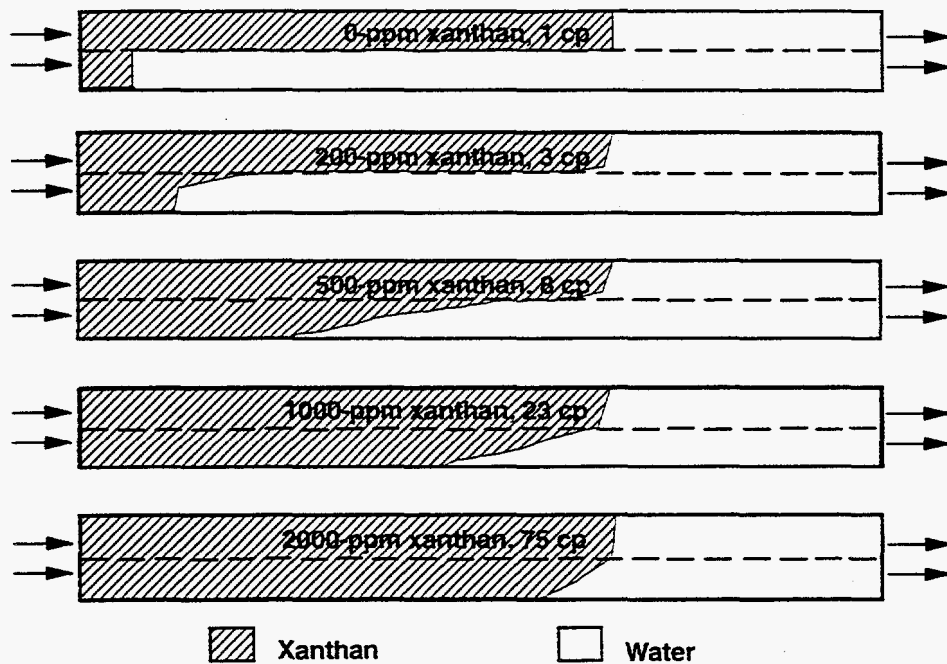 0-ppm xanthan, 1 cp
200-ppm xanthan, 3 cp
500-ppm xanthan, 8 cp
1000-ppm xanthan, 23 cp
2000-ppm xanthan, 75 cp
Xanthan Water